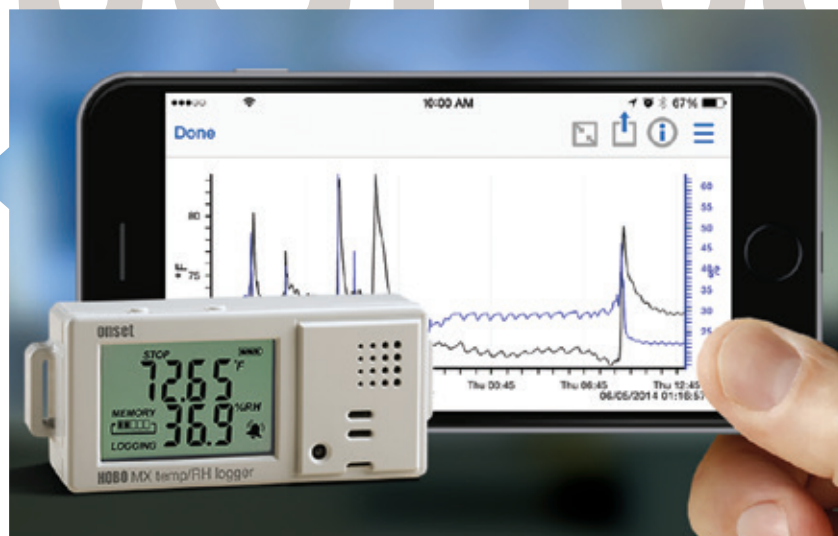 10:00 AM
67%
Done
80
75
°F
60
55
50
45
40
35
30
25
Thu 00:45
Thu 06:45
Thu 12:45
06/05/2014 01:16:57
onset
STOP
72.65 °F
MEMORY
36.9 %RH
LOGGING
HOBO MX temp/RH logger